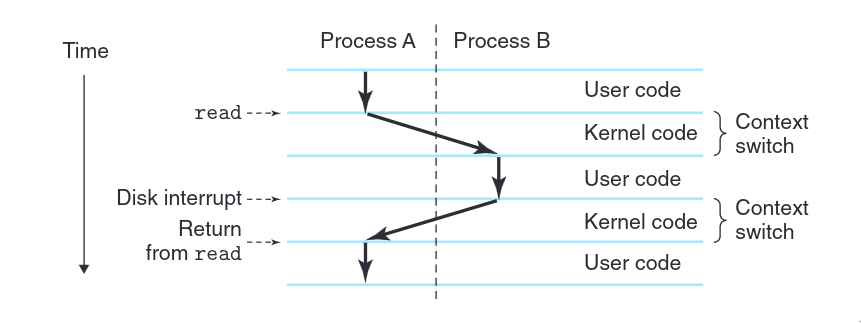 Process A
Process B
Time
User code
read
Kernel code
Context
switch
User code
Disk interrupt
Return
from read
Kernel code
Context
switch
User code